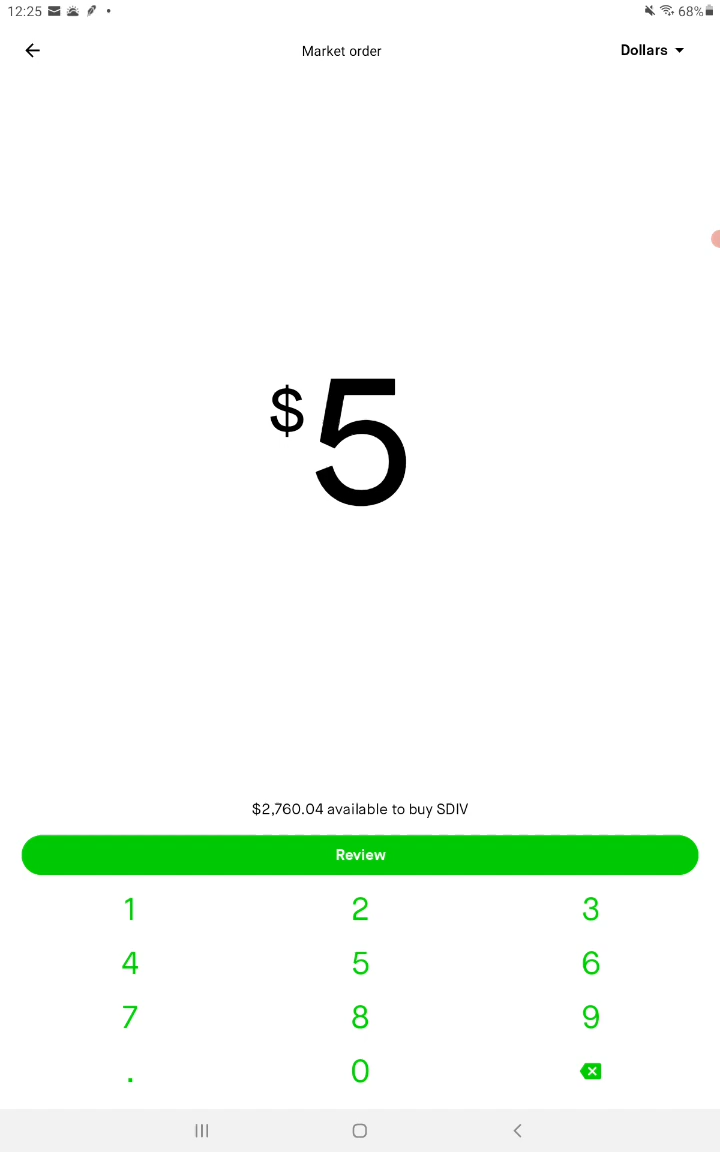 12:25 68%
Market order Dollars
$5
$2,760.04 available to buy SDIV
Review
1 2 3
4 5 6
7 8 9
. 0